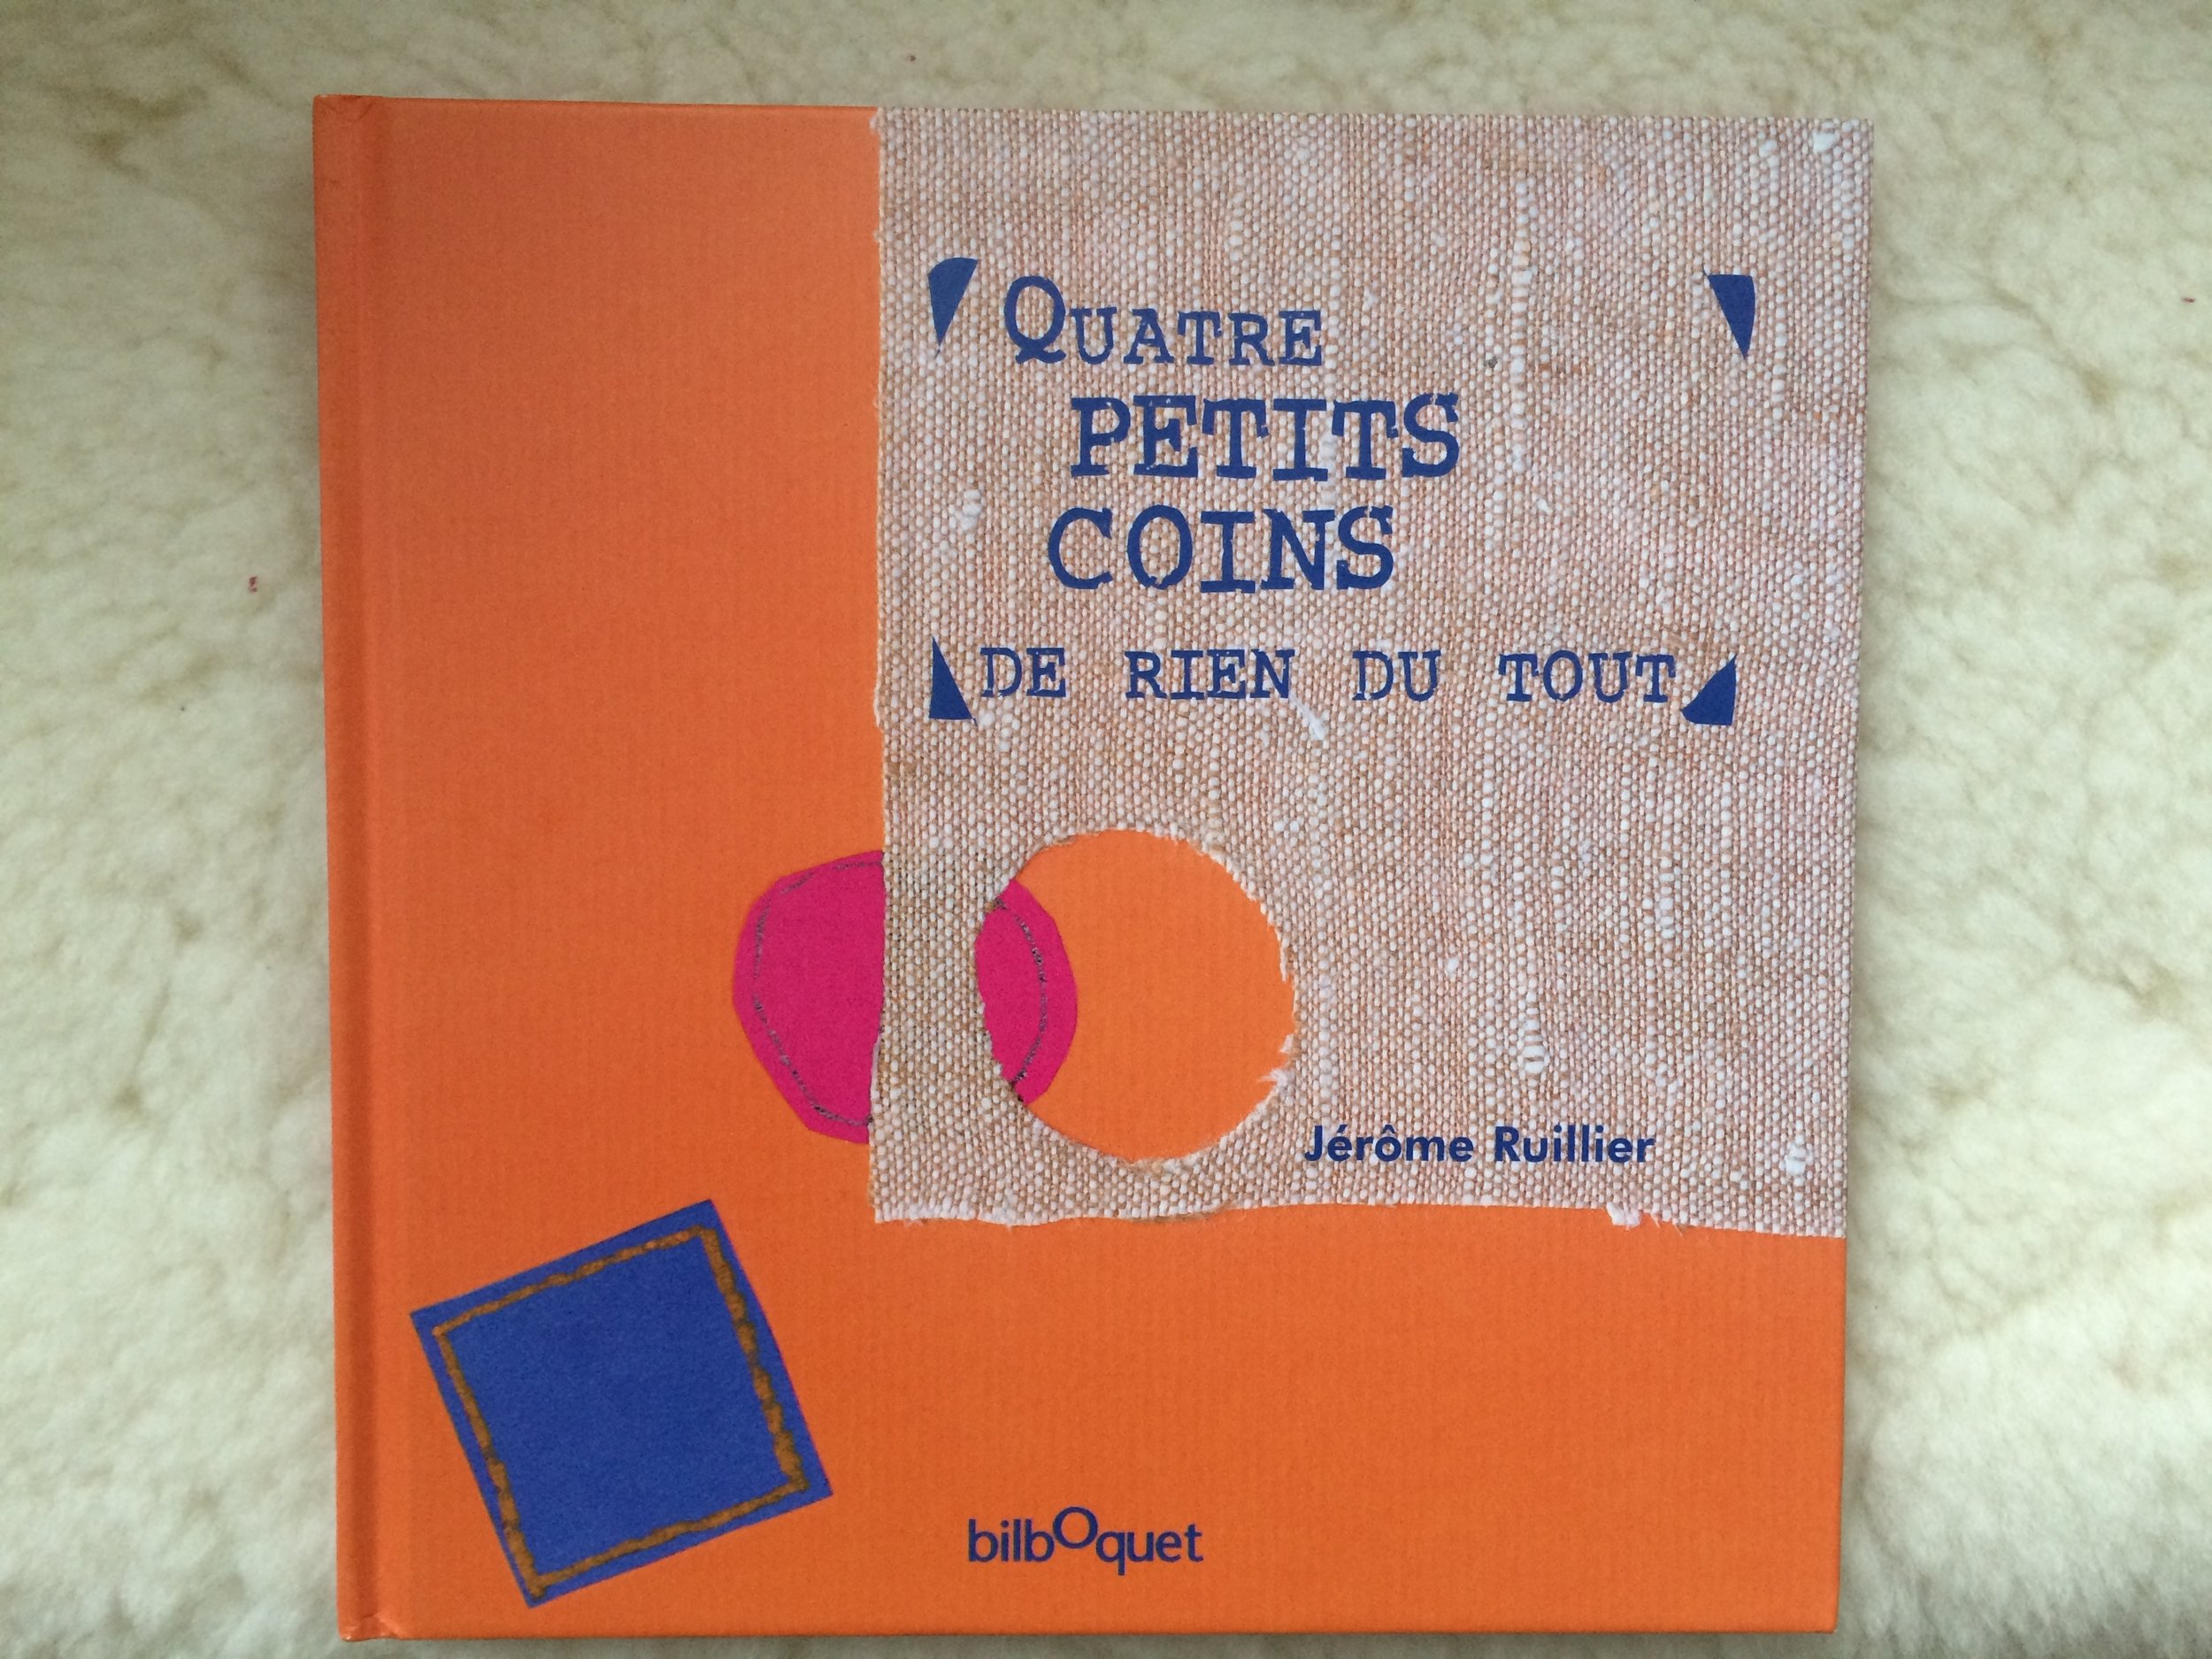 QUATRE
PETITS
COINS
DE RIEN DU TOUT
Jérôme Ruillier
bilbOquet